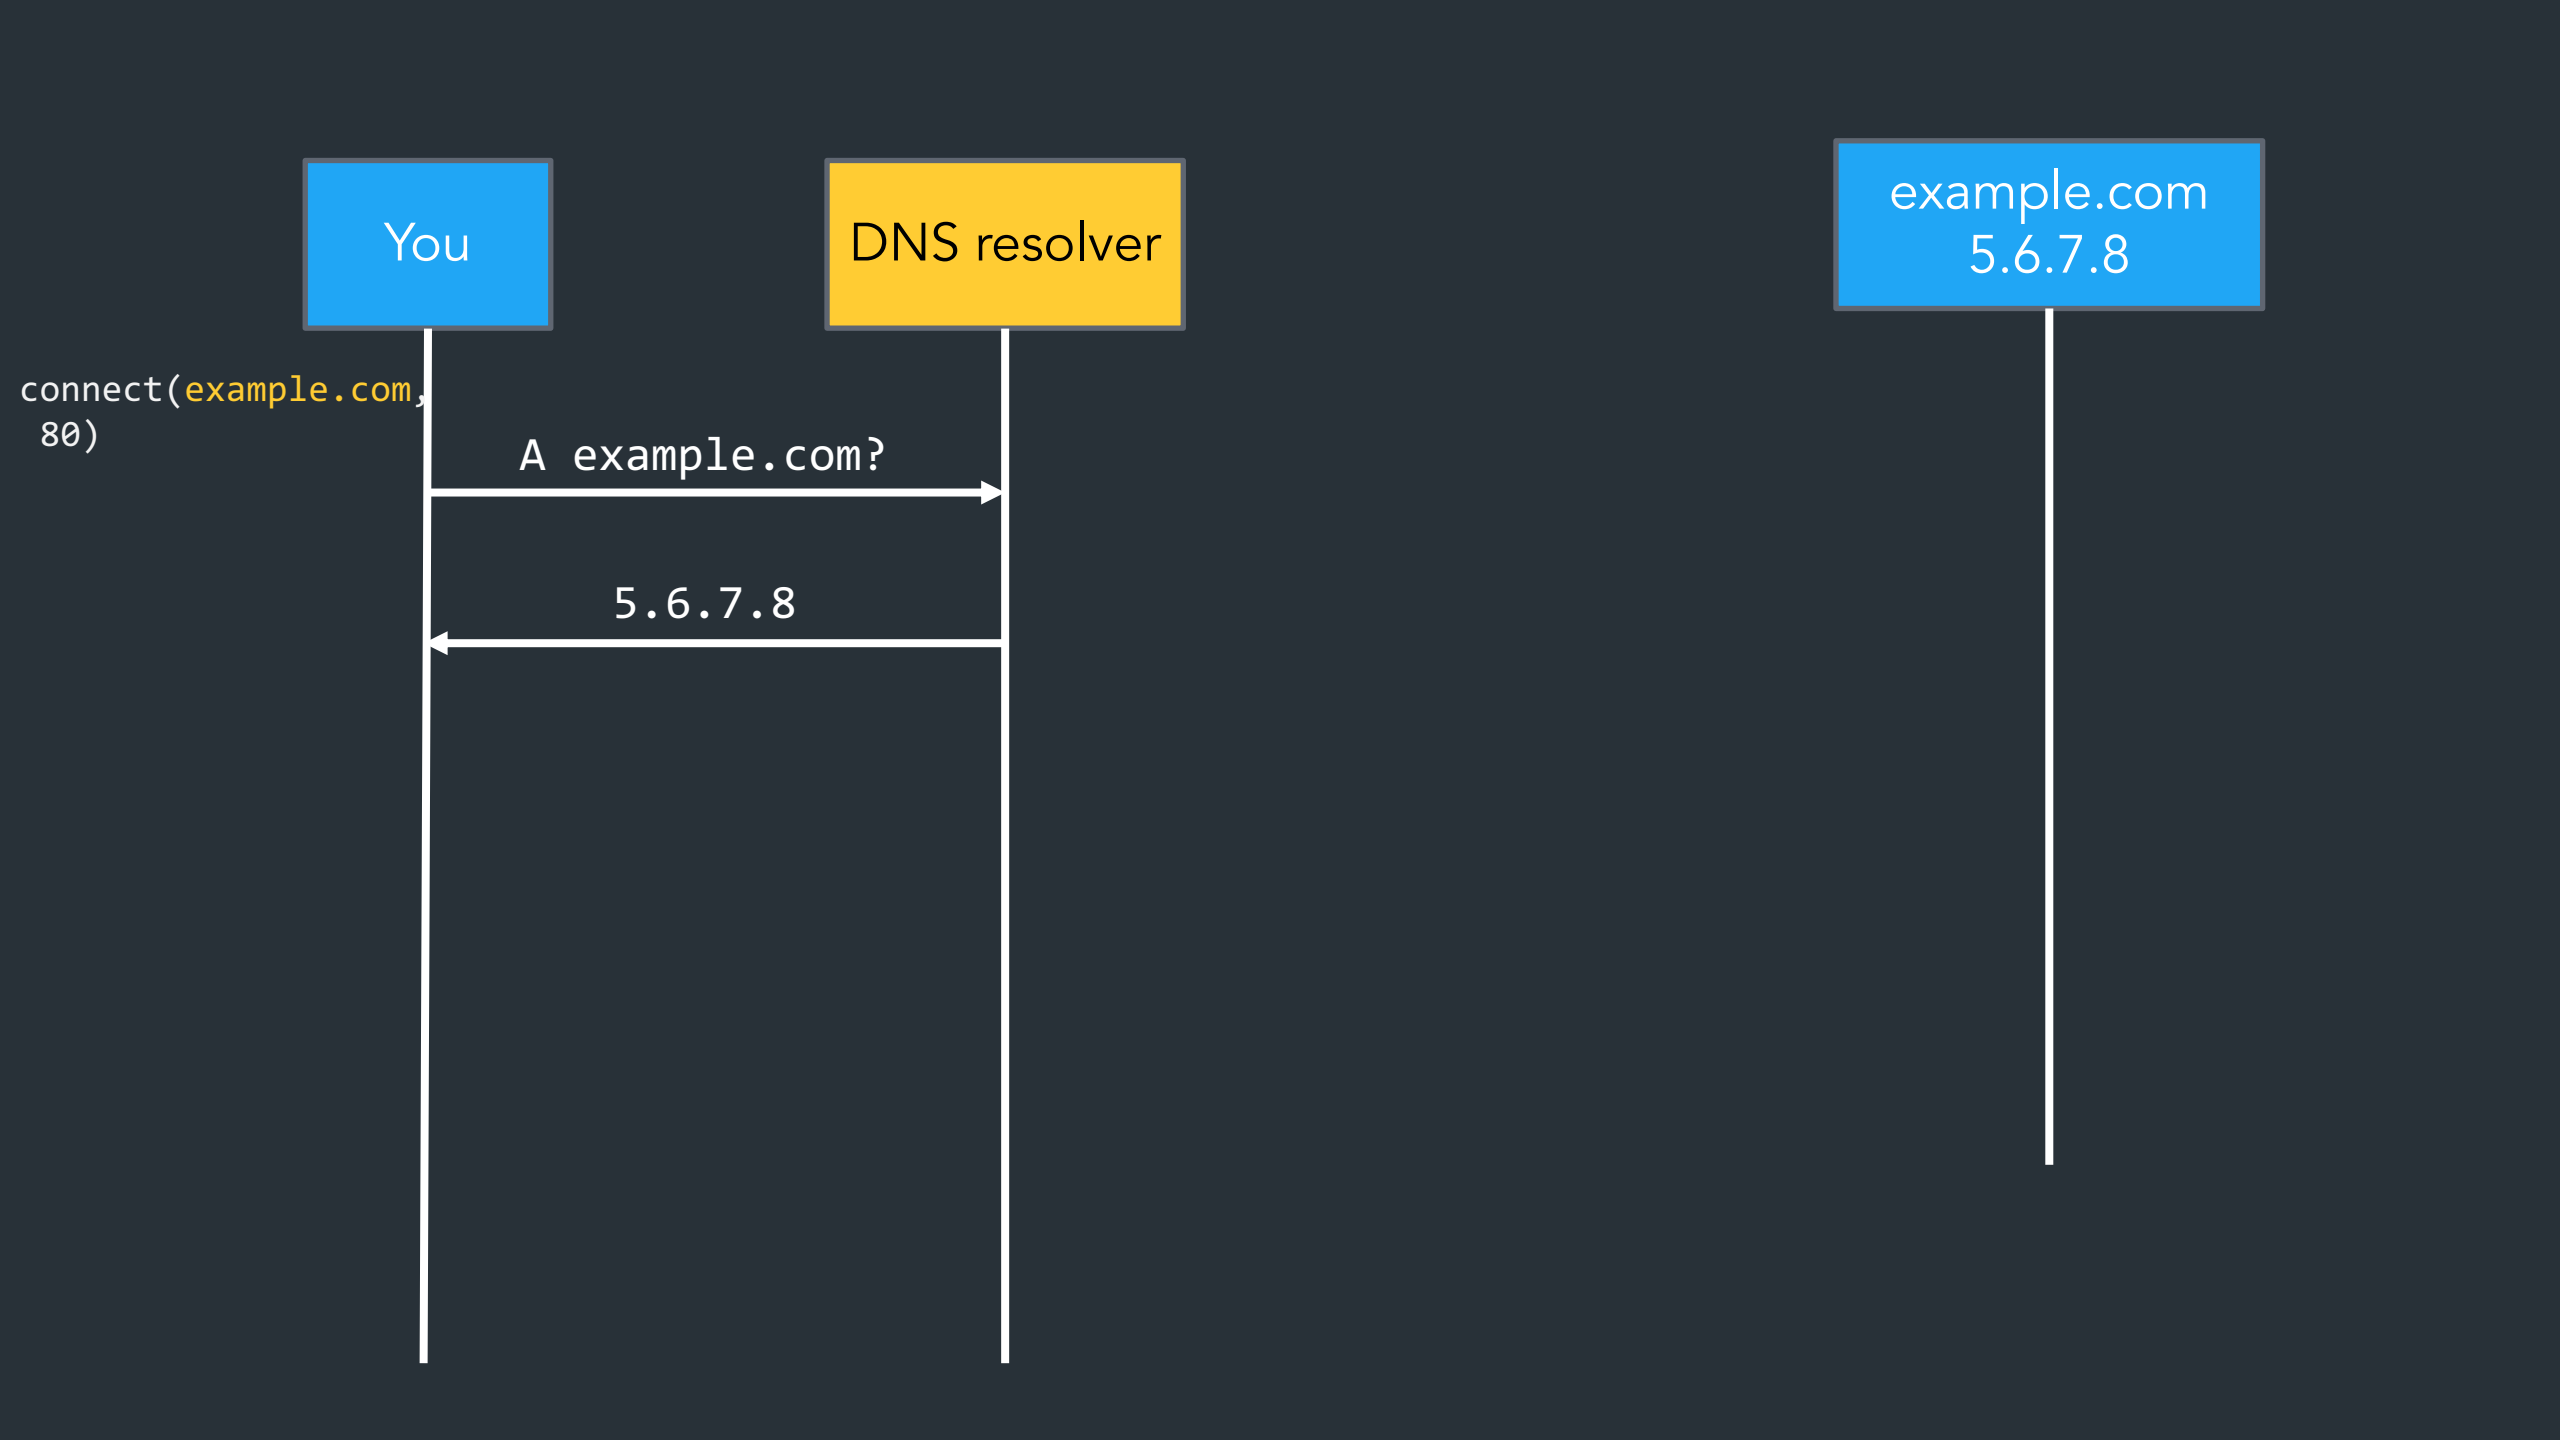 You
DNS resolver
example.com
5.6.7.8
connect(example.com,
80)
A example.com?
5.6.7.8